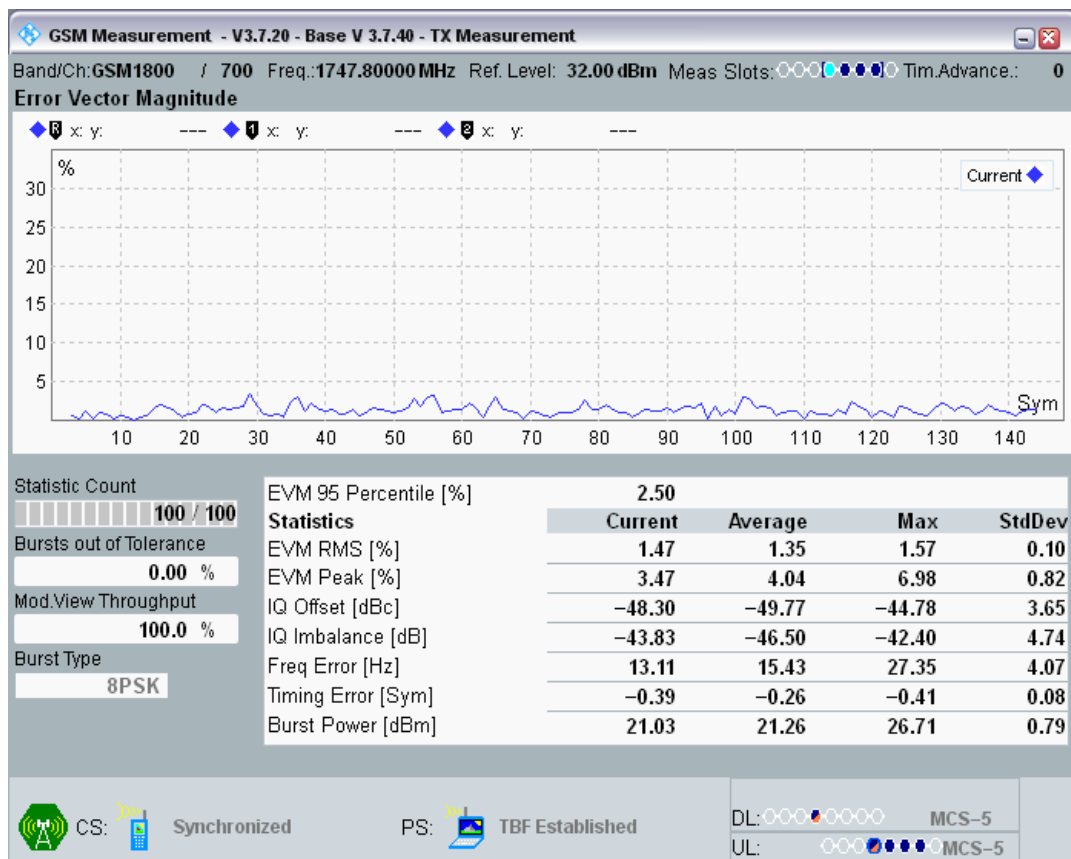 GSM Measurement - V3.7.20 - Base V 3.7.40 - TX Measurement
Band/Ch:GSM1800 / 700 Freq.:1747.80000 MHz Ref. Level: 32.00 dBm Meas Slots: Tim.Advance.: 0
Error Vector Magnitude
R x: y: --- 1 x: y: --- 2 x: y: ---
%
Current
30
25
20
15
10
5
Sym
10 20 30 40 50 60 70 80 90 100 110 120 130 140
Statistic Count
100 / 100
Bursts out of Tolerance
0.00 %
Mod.View Throughput
100.0 %
Burst Type
8PSK
EVM 95 Percentile [%] 2.50
Statistics Current Average Max StdDev
EVM RMS [%] 1.47 1.35 1.57 0.10
EVM Peak [%] 3.47 4.04 6.98 0.82
IQ Offset [dBc] −48.30 −49.77 −44.78 3.65
IQ Imbalance [dB] −43.83 −46.50 −42.40 4.74
Freq Error [Hz] 13.11 15.43 27.35 4.07
Timing Error [Sym] −0.39 −0.26 −0.41 0.08
Burst Power [dBm] 21.03 21.26 26.71 0.79
CS: Synchronized PS: TBF Established
DL: MCS−5
UL: MCS−5